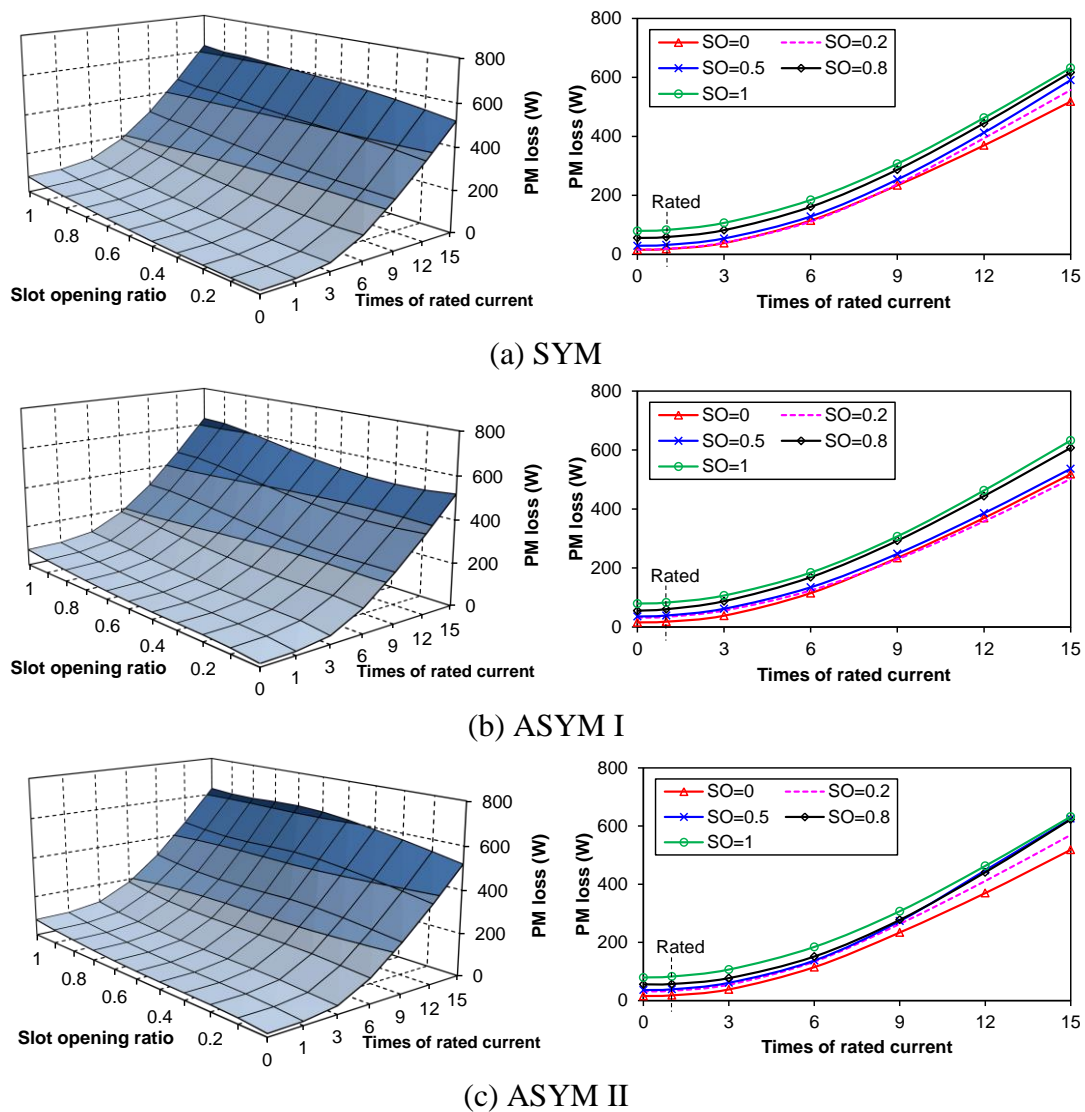 800
600
400
200
0
PM loss (W)
1
0.8
0.6
0.4
0.2
0
Slot opening ratio
0
1
3
6
9
12
15
Times of rated current
800
600
400
200
0
PM loss (W)
SO=0
SO=0.2
SO=0.5
SO=0.8
SO=1
Rated
0 3 6 9 12 15
Times of rated current
(a) SYM
800
600
400
200
0
PM loss (W)
1
0.8
0.6
0.4
0.2
0
Slot opening ratio
1
3
6
9
12
15
Times of rated current
800
600
400
200
0
PM loss (W)
SO=0
SO=0.2
SO=0.5
SO=0.8
SO=1
Rated
0 3 6 9 12 15
Times of rated current
(b) ASYM I
800
600
400
200
0
PM loss (W)
1
0.8
0.6
0.4
0.2
0
Slot opening ratio
1
3
6
9
12
15
Times of rated current
800
600
400
200
0
PM loss (W)
SO=0
SO=0.2
SO=0.5
SO=0.8
SO=1
Rated
0 3 6 9 12 15
Times of rated current
(c) ASYM II